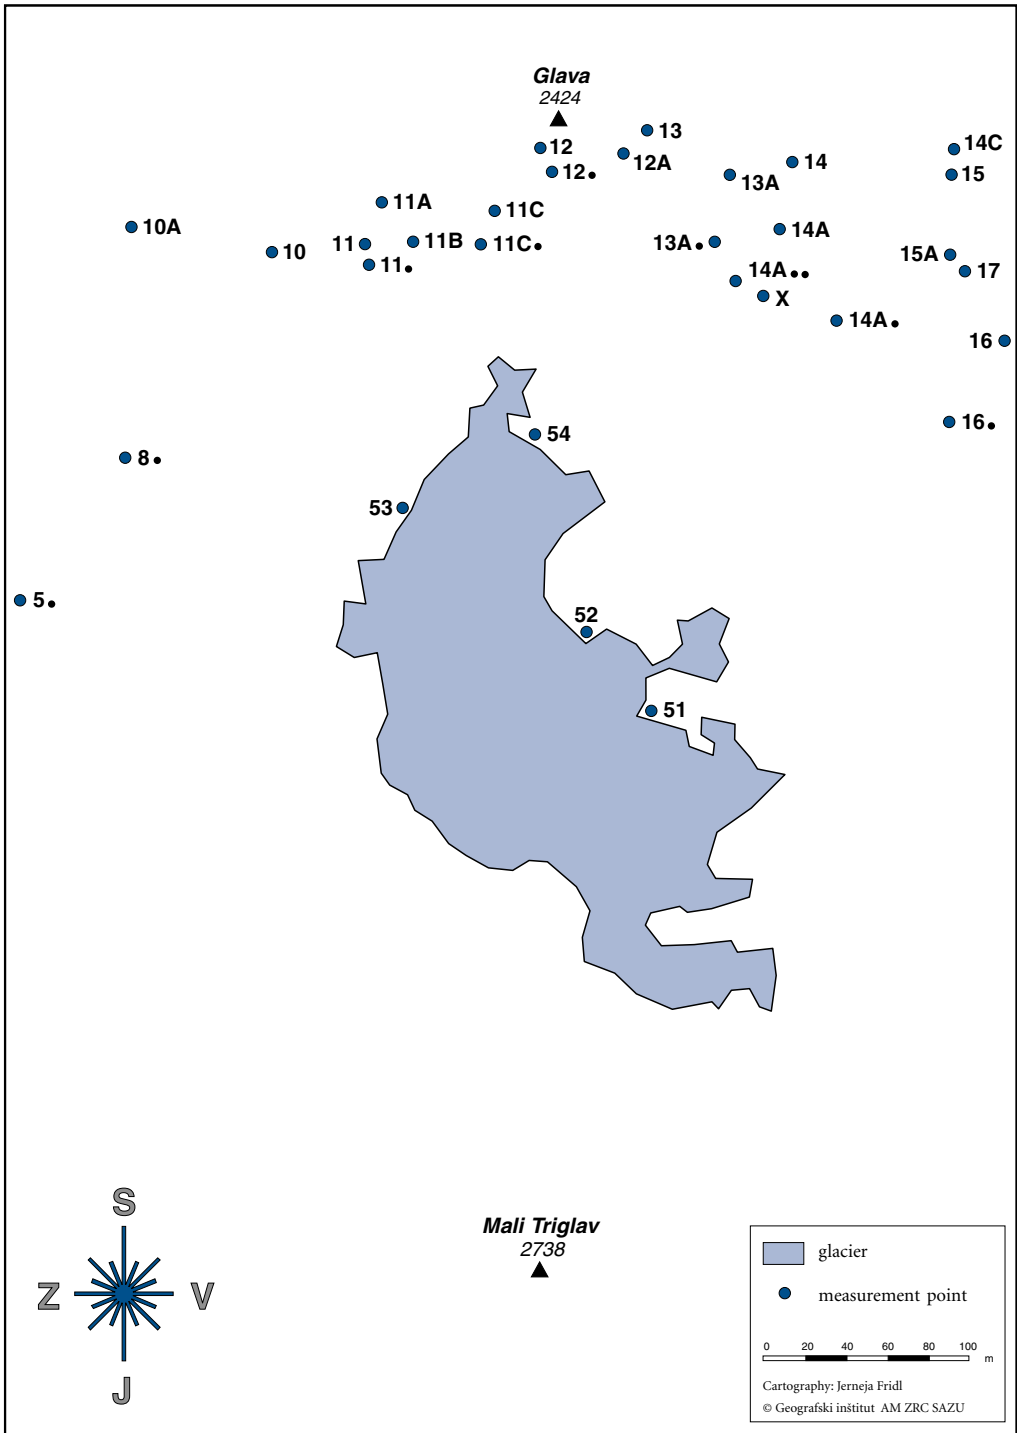 Glava
2424
13
12
12A
12•
14
14C
15
13A
11A
11C
10A
14A
11
11B
11C•
13A•
10
15A
11•
14A••
17
X
14A•
16
16•
54
8•
53
5•
52
51
S
Z
V
J
Mali Triglav
2738
glacier
measurement point
0 20 40 60 80 100
m
Cartography: Jerneja Fridl
© Geografski inštitut AM ZRC SAZU